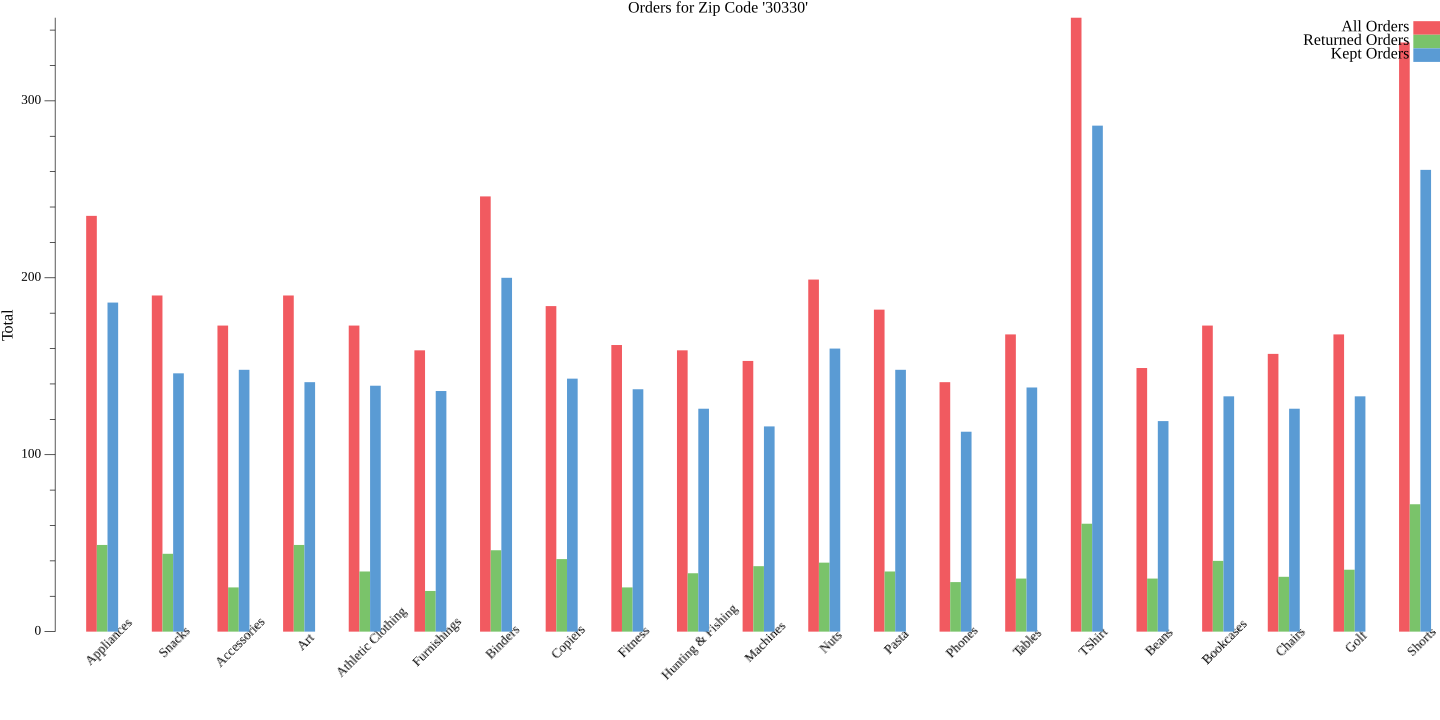 Orders for Zip Code '30330'
All Orders
Returned Orders
Kept Orders
Total
300
200
100
0
Appliances
Snacks
Accessories
Art
Athletic Clothing
Furnishings
Binders
Copiers
Fitness
Hunting & Fishing
Machines
Nuts
Pasta
Phones
Tables
TShirt
Beans
Bookcases
Chairs
Golf
Shorts